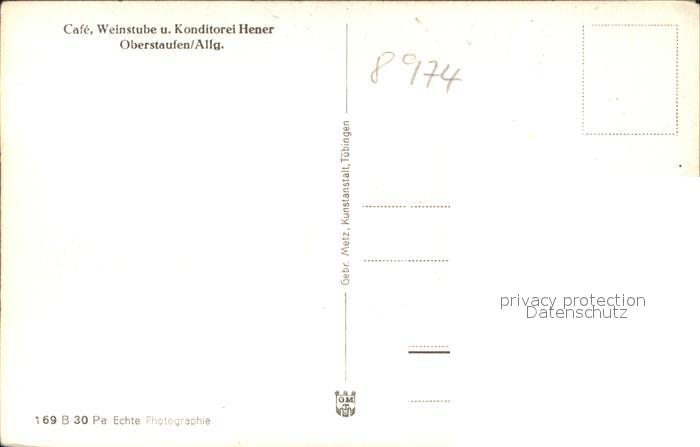 Café, Weinstube u. Konditorei Hener
Oberstaufen/Allg.
8974
Gebr. Metz, Kunstanstalt, Tübingen
privacy protection
Datenschutz
GM
T
169 B 30 Pe Echte Photographie